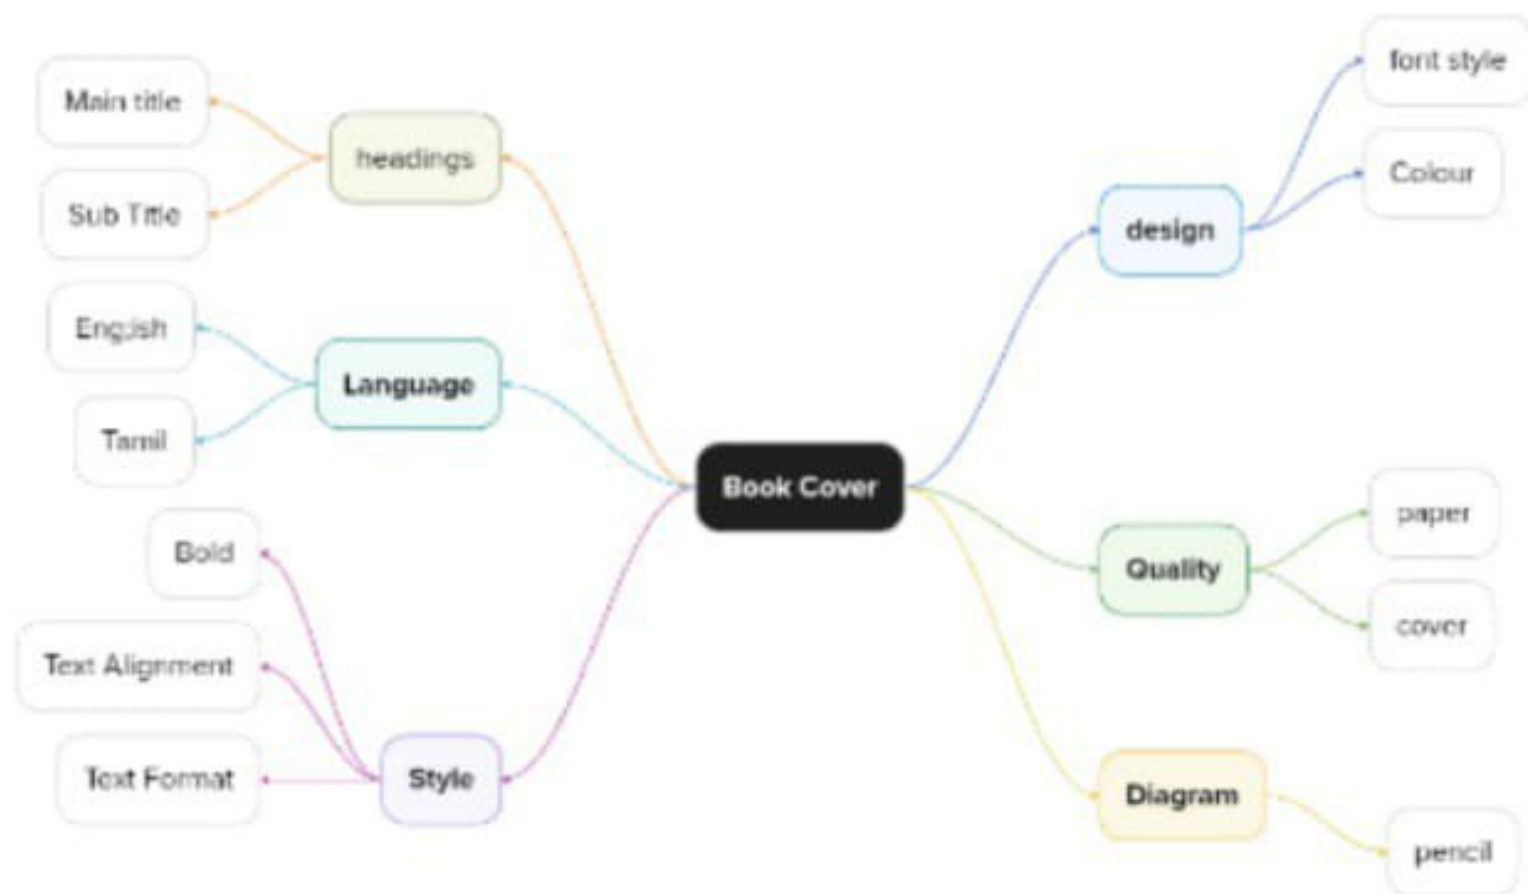 Main title
Sub Title
headings
English
Tamil
Language
Bold
Text Alignment
Text Format
Style
Book Cover
design
font style
Colour
Quality
paper
cover
Diagram
pencil